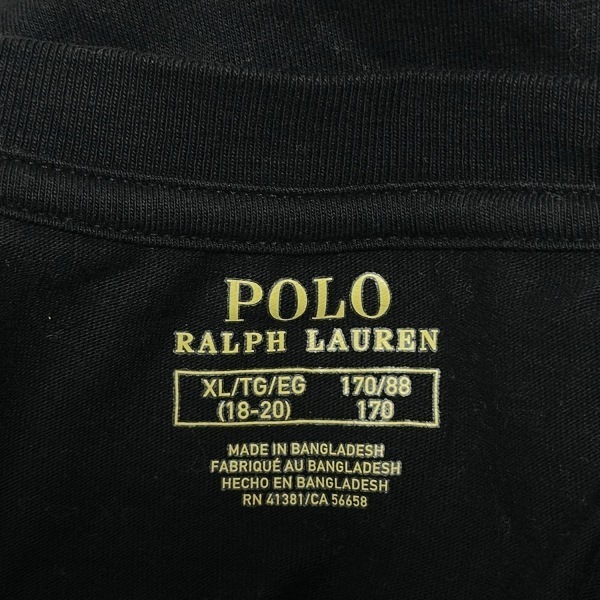 POLO
RALPH LAUREN
XL/TG/EG 170/88
(18-20) 170
MADE IN BANGLADESH
FABRIQUÉ AU BANGLADESH
HECHO EN BANGLADESH
RN 41381/CA 56658